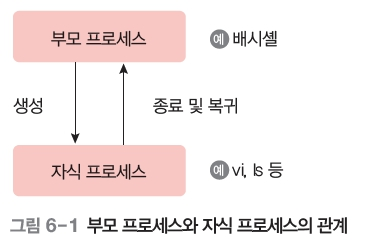 부모 프로세스
예 배시셸
생성
종료 및 복귀
자식 프로세스
예 vi, ls 등
그림 6-1 부모 프로세스와 자식 프로세스의 관계